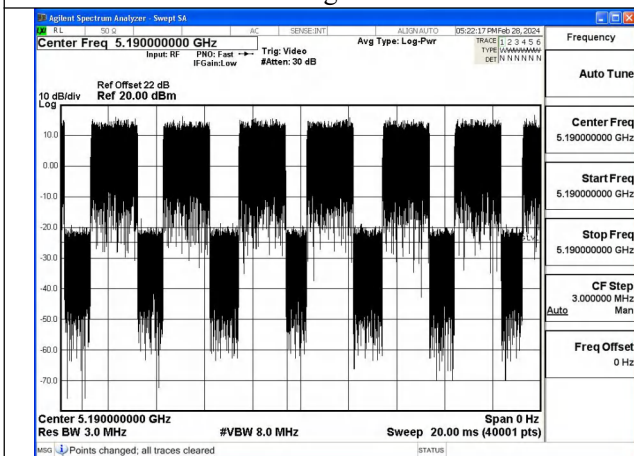 Agilent Spectrum Analyzer - Swept SA
RL 50 Ω AC SENSE:INT ALIGNAUTO 05:22:17 PM Feb 28, 2024
Center Freq 5.190000000 GHz
Input: RF PNO: Fast Trig: Video Avg Type: Log-Pwr TRACE 1 2 3 4 5 6
IFGain:Low #Atten: 30 dB TYPE WWWWWW
DET N N N N N N
Ref Offset 22 dB
10 dB/div Ref 20.00 dBm
Log
10.0
0.00
-10.0
-20.0
-30.0
-40.0
-50.0
-60.0
-70.0
Center 5.190000000 GHz Span 0 Hz
Res BW 3.0 MHz #VBW 8.0 MHz Sweep 20.00 ms (40001 pts)
MSG Points changed; all traces cleared STATUS
Frequency
Auto Tune
Center Freq
5.190000000 GHz
Start Freq
5.190000000 GHz
Stop Freq
5.190000000 GHz
CF Step
3.000000 MHz
Auto Man
Freq Offset
0 Hz